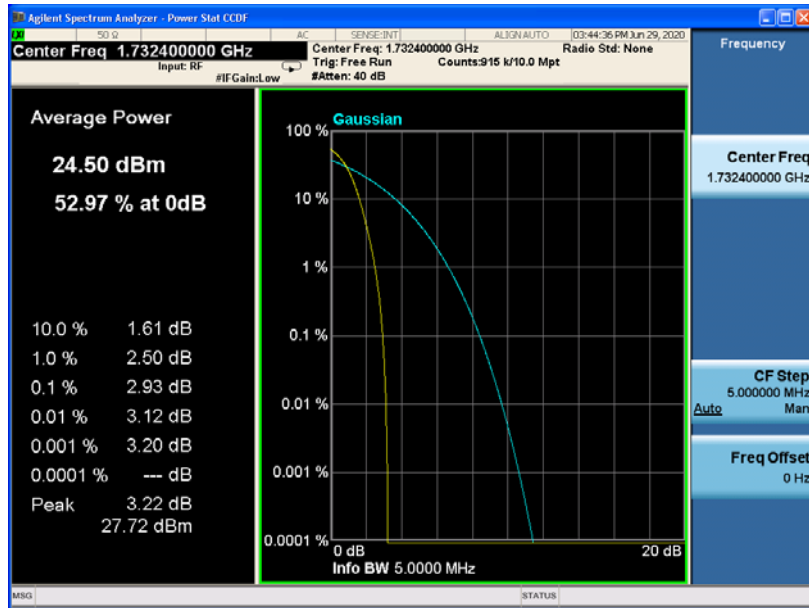 Agilent Spectrum Analyzer - Power Stat CCDF
50 Ω AC SENSE:INT ALIGN AUTO 03:44:36 PM Jun 29, 2020
Center Freq 1.732400000 GHz
Input: RF
#IFGain:Low
Center Freq: 1.732400000 GHz Radio Std: None
Trig: Free Run Counts:915 k/10.0 Mpt
#Atten: 40 dB
Average Power
24.50 dBm
52.97 % at 0dB
10.0 % 1.61 dB
1.0 % 2.50 dB
0.1 % 2.93 dB
0.01 % 3.12 dB
0.001 % 3.20 dB
0.0001 % --- dB
Peak 3.22 dB
27.72 dBm
Gaussian
100 %
10 %
1 %
0.1 %
0.01 %
0.001 %
0.0001 %
0 dB 20 dB
Info BW 5.0000 MHz
Frequency
Center Freq
1.732400000 GHz
CF Step
5.000000 MHz
Auto Man
Freq Offset
0 Hz
MSG STATUS